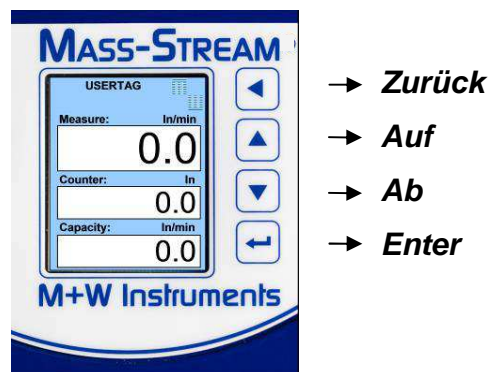 MASS-STREAM
USERTAG
Measure: ln/min
0.0
Counter: ln
0.0
Capacity: ln/min
0.0
M+W Instruments
Zurück
Auf
Ab
Enter